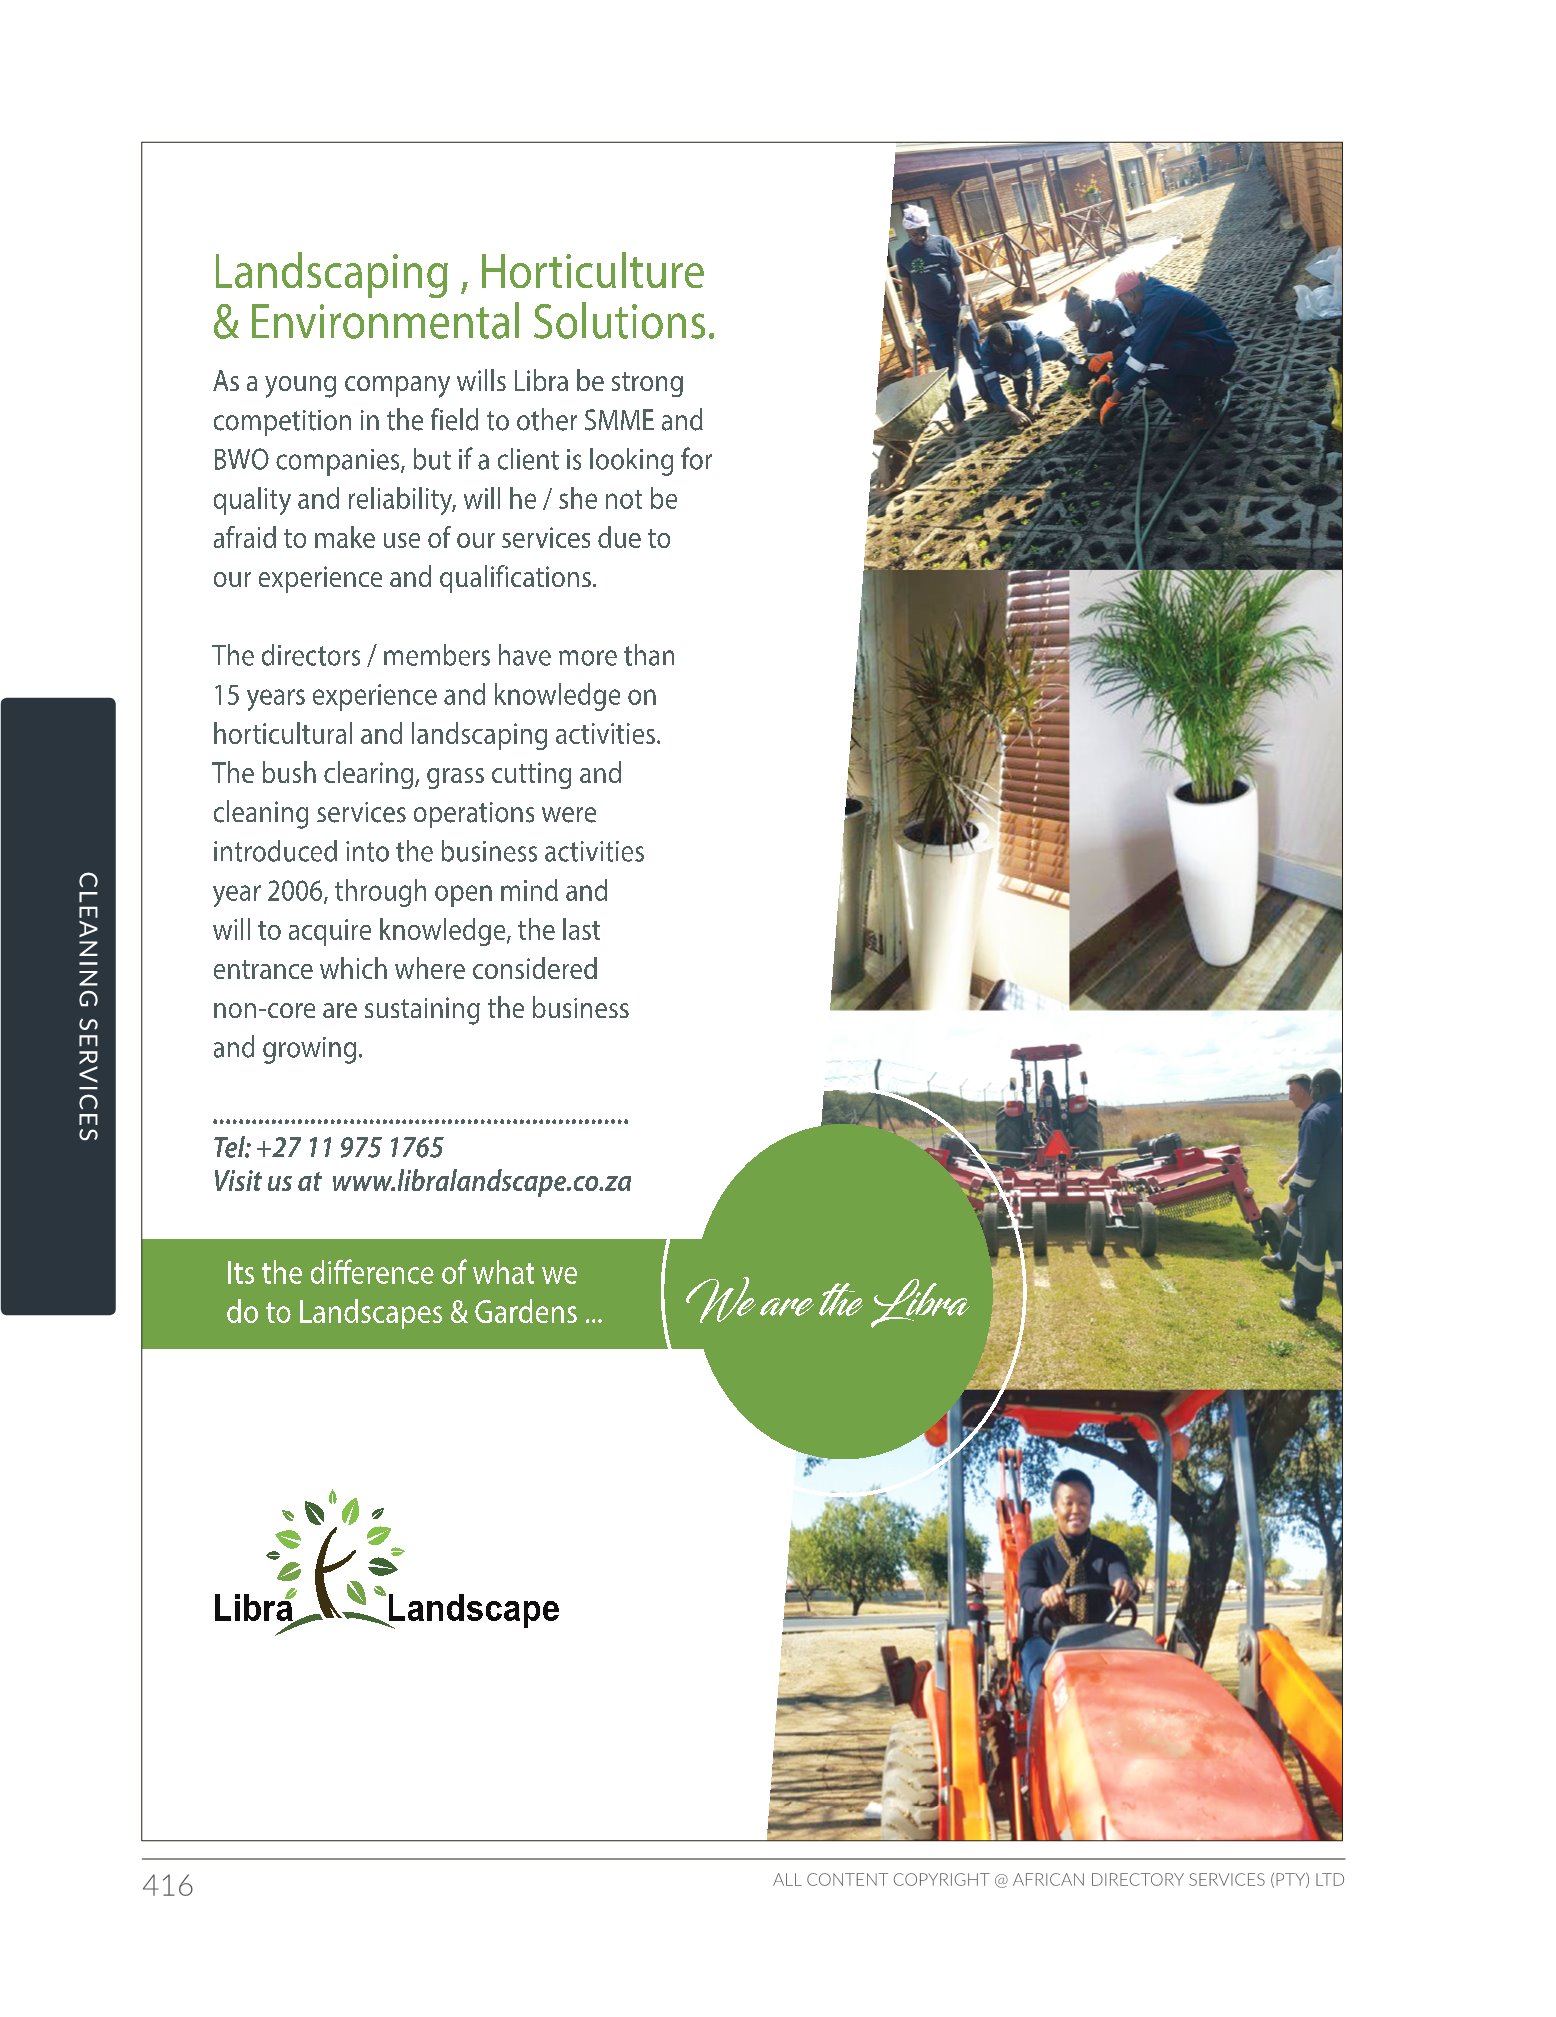 Landscaping , Horticulture
& Environmental Solutions.
As a young company wills Libra be strong
competition in the field to other SMME and
BWO companies, but if a client is looking for
quality and reliability, will he / she not be
afraid to make use of our services due to
our experience and qualifications.
The directors / members have more than
15 years experience and knowledge on
horticultural and landscaping activities.
The bush clearing, grass cutting and
cleaning services operations were
introduced into the business activities
year 2006, through open mind and
will to acquire knowledge, the last
entrance which where considered
non-core are sustaining the business
and growing.
Tel: +27 11 975 1765
Visit us at www.libralandscape.co.za
Its the difference of what we
do to Landscapes & Gardens ...
We are the Libra
Libra Landscape
CLEANING SERVICES
416
ALL CONTENT COPYRIGHT @ AFRICAN DIRECTORY SERVICES (PTY) LTD